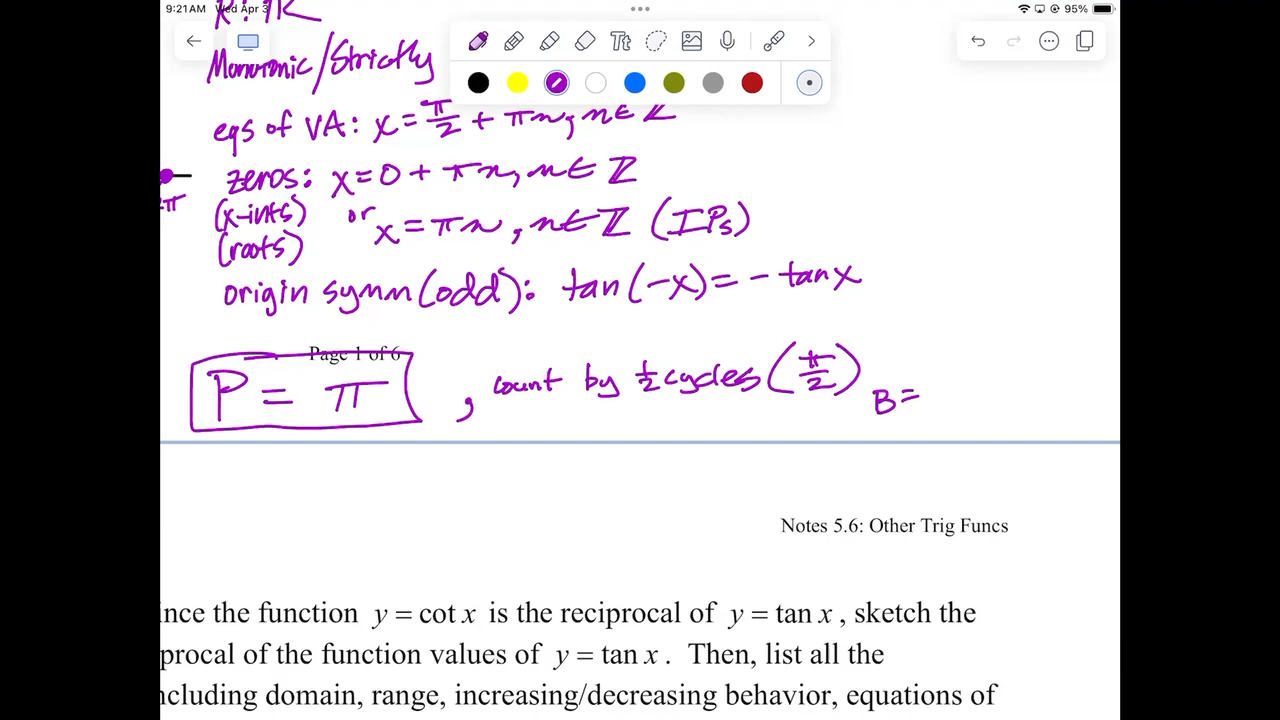 9:21AM Wed Apr 3
95%
Tt
R: ℝ
Monotonic/Strictly
eqs of VA: x = π/2 + πn, n ∈ ℤ
zeros: x = 0 + πn, n ∈ ℤ
π
(x-ints) or x = πn, n ∈ ℤ (IPs)
(roots)
origin symm (odd): tan(-x) = - tan x
Page 1 of 6
P = π , count by 1/2 cycles (π/2) B =
Notes 5.6: Other Trig Funcs
ince the function y = cot x is the reciprocal of y = tan x , sketch the
procal of the function values of y = tan x . Then, list all the
ncluding domain, range, increasing/decreasing behavior, equations of